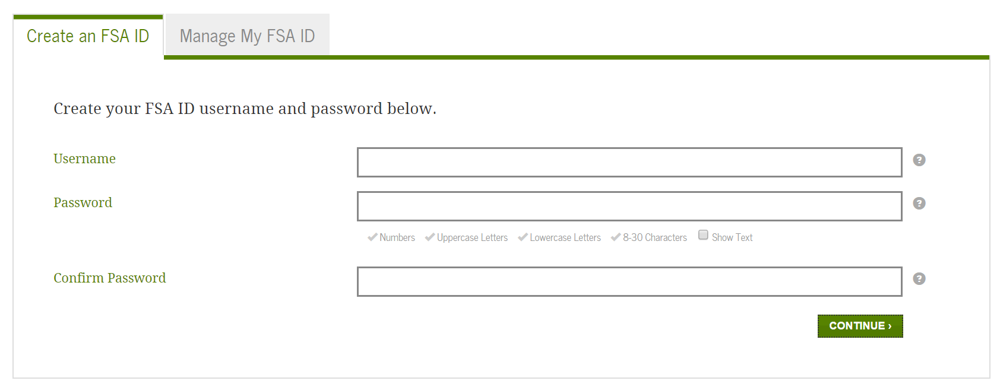 Create an FSA ID Manage My FSA ID
Create your FSA ID username and password below.
Username ?
Password ?
Numbers Uppercase Letters Lowercase Letters 8-30 Characters Show Text
Confirm Password ?
CONTINUE ›